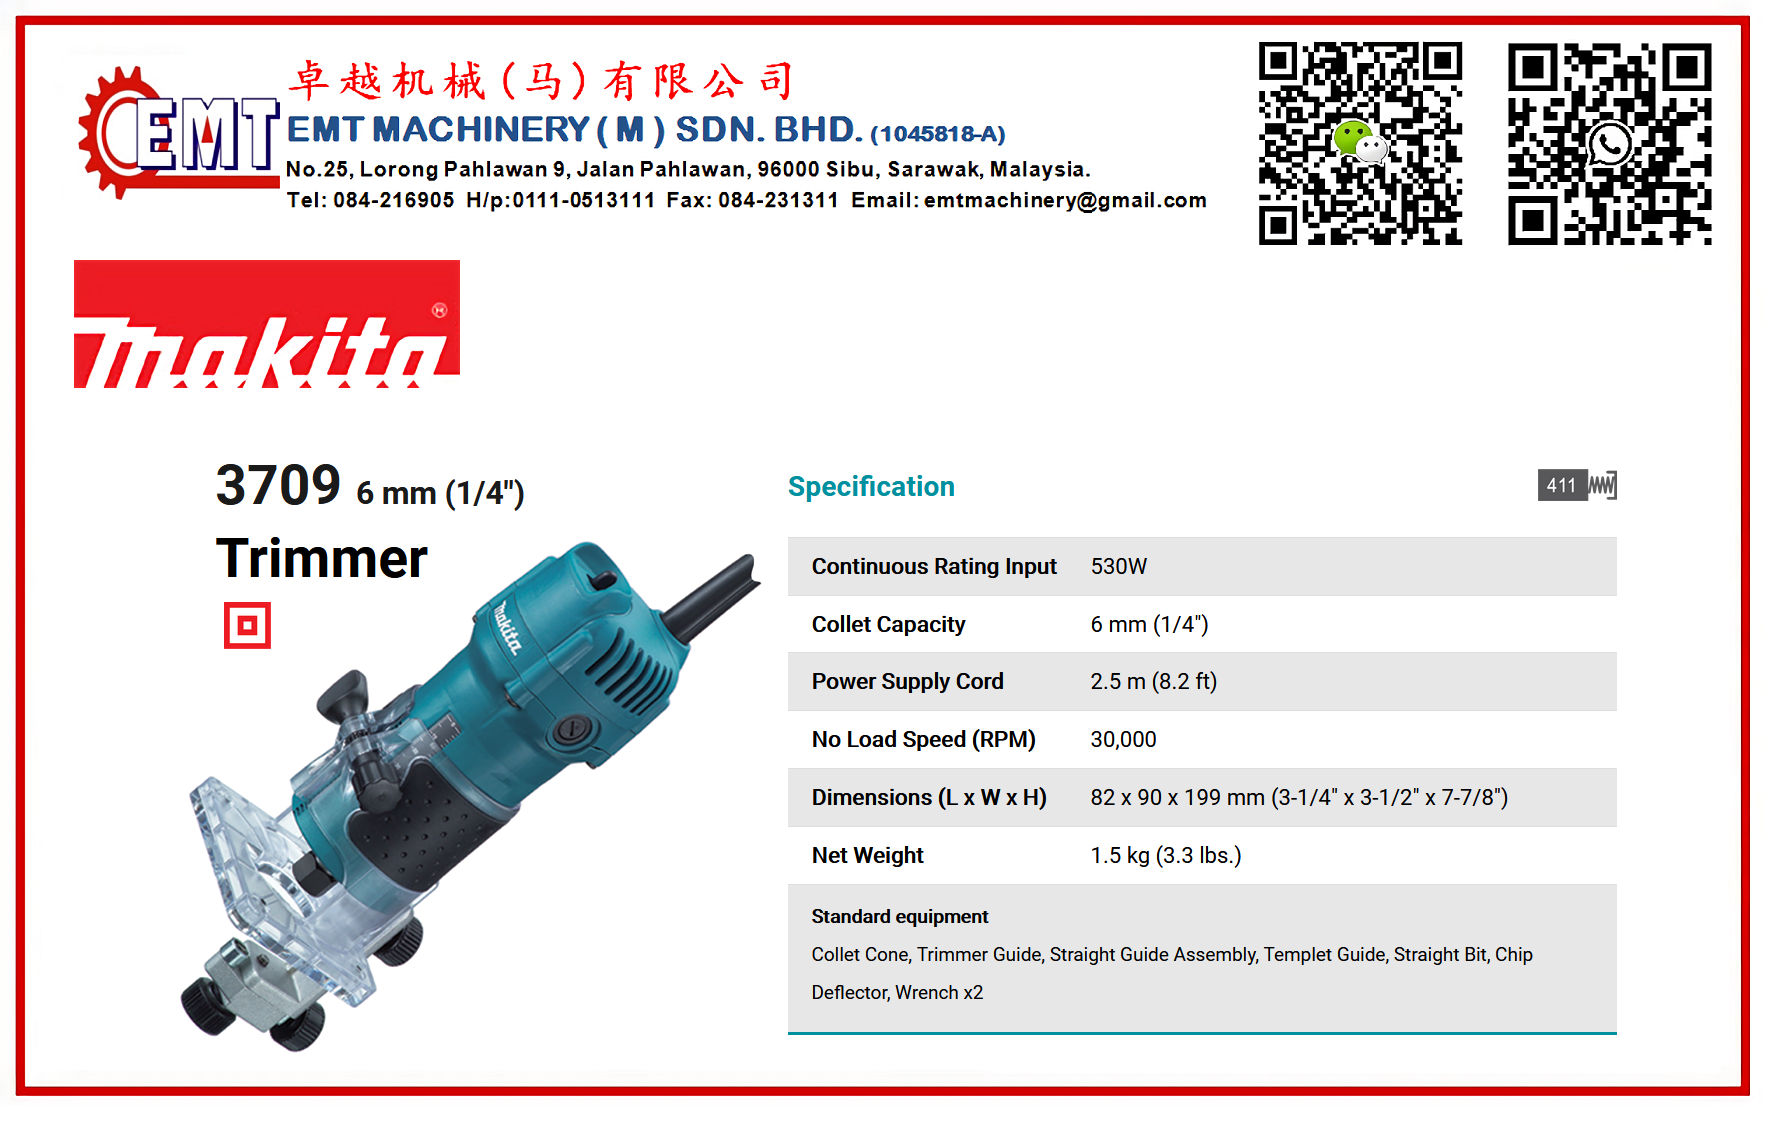 卓越机械(马)有限公司
EMT
EMT MACHINERY ( M ) SDN. BHD. (1045818-A)
No.25, Lorong Pahlawan 9, Jalan Pahlawan, 96000 Sibu, Sarawak, Malaysia.
Tel: 084-216905 H/p:0111-0513111 Fax: 084-231311 Email: emtmachinery@gmail.com
makita
3709 6 mm (1/4")
Trimmer
makita
Specification
411
Continuous Rating Input 530W
Collet Capacity 6 mm (1/4")
Power Supply Cord 2.5 m (8.2 ft)
No Load Speed (RPM) 30,000
Dimensions (L x W x H) 82 x 90 x 199 mm (3-1/4" x 3-1/2" x 7-7/8")
Net Weight 1.5 kg (3.3 lbs.)
Standard equipment
Collet Cone, Trimmer Guide, Straight Guide Assembly, Templet Guide, Straight Bit, Chip
Deflector, Wrench x2